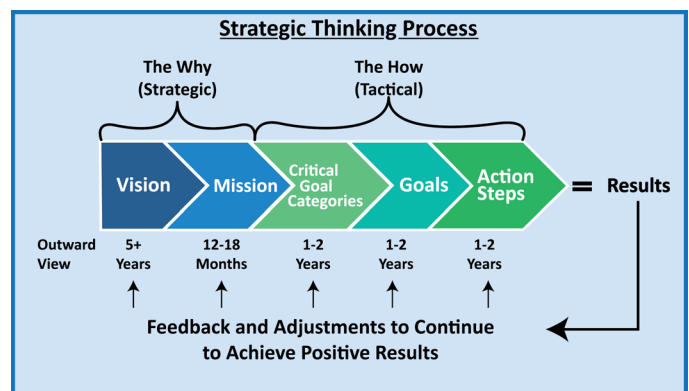 Strategic Thinking Process
The Why
(Strategic)
The How
(Tactical)
Vision
Mission
Critical
Goal
Categories
Goals
Action
Steps
= Results
Outward
View
5+
Years
12-18
Months
1-2
Years
1-2
Years
1-2
Years
Feedback and Adjustments to Continue
to Achieve Positive Results